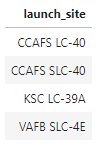 launch_site
CCAFS LC-40
CCAFS SLC-40
KSC LC-39A
VAFB SLC-4E